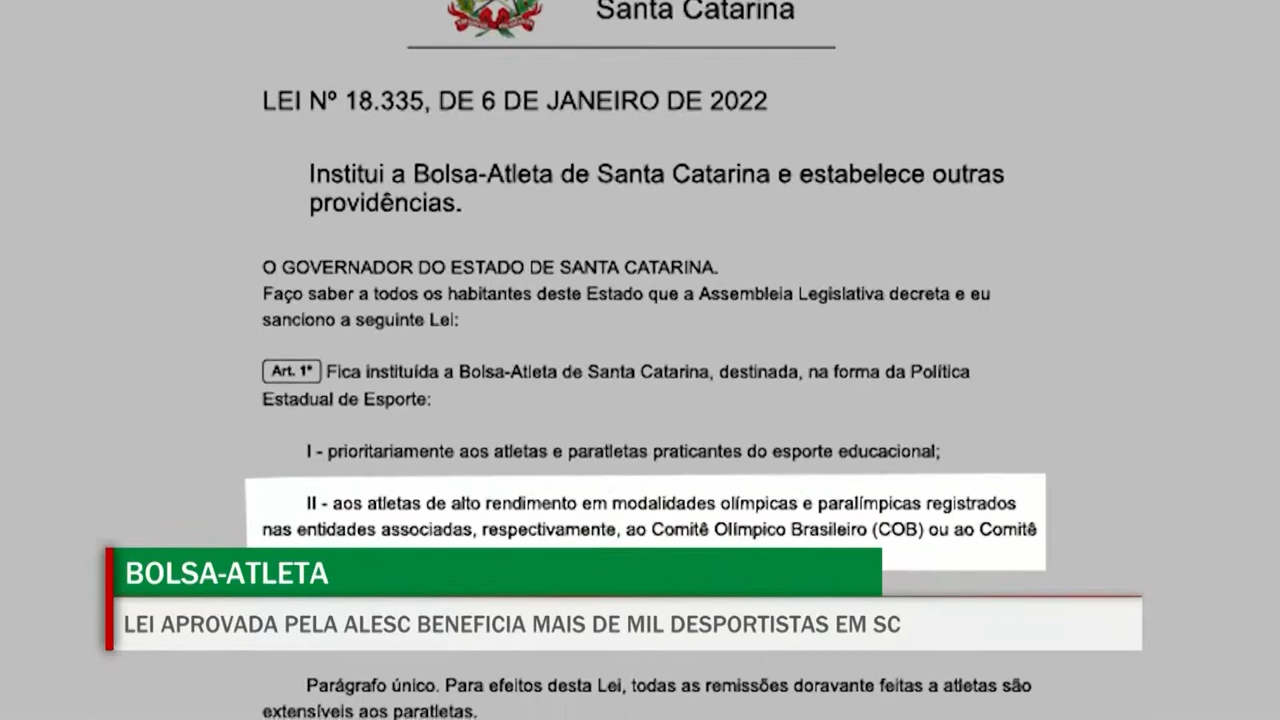 Santa Catarina
LEI Nº 18.335, DE 6 DE JANEIRO DE 2022
Institui a Bolsa-Atleta de Santa Catarina e estabelece outras
providências.
O GOVERNADOR DO ESTADO DE SANTA CATARINA.
Faço saber a todos os habitantes deste Estado que a Assembleia Legislativa decreta e eu
sanciono a seguinte Lei:
Art. 1º Fica instituída a Bolsa-Atleta de Santa Catarina, destinada, na forma da Política
Estadual de Esporte:
I - prioritariamente aos atletas e paratletas praticantes do esporte educacional;
II - aos atletas de alto rendimento em modalidades olímpicas e paralímpicas registrados
nas entidades associadas, respectivamente, ao Comitê Olímpico Brasileiro (COB) ou ao Comitê
BOLSA-ATLETA
LEI APROVADA PELA ALESC BENEFICIA MAIS DE MIL DESPORTISTAS EM SC
Parágrafo único. Para efeitos desta Lei, todas as remissões doravante feitas a atletas são
extensíveis aos paratletas.